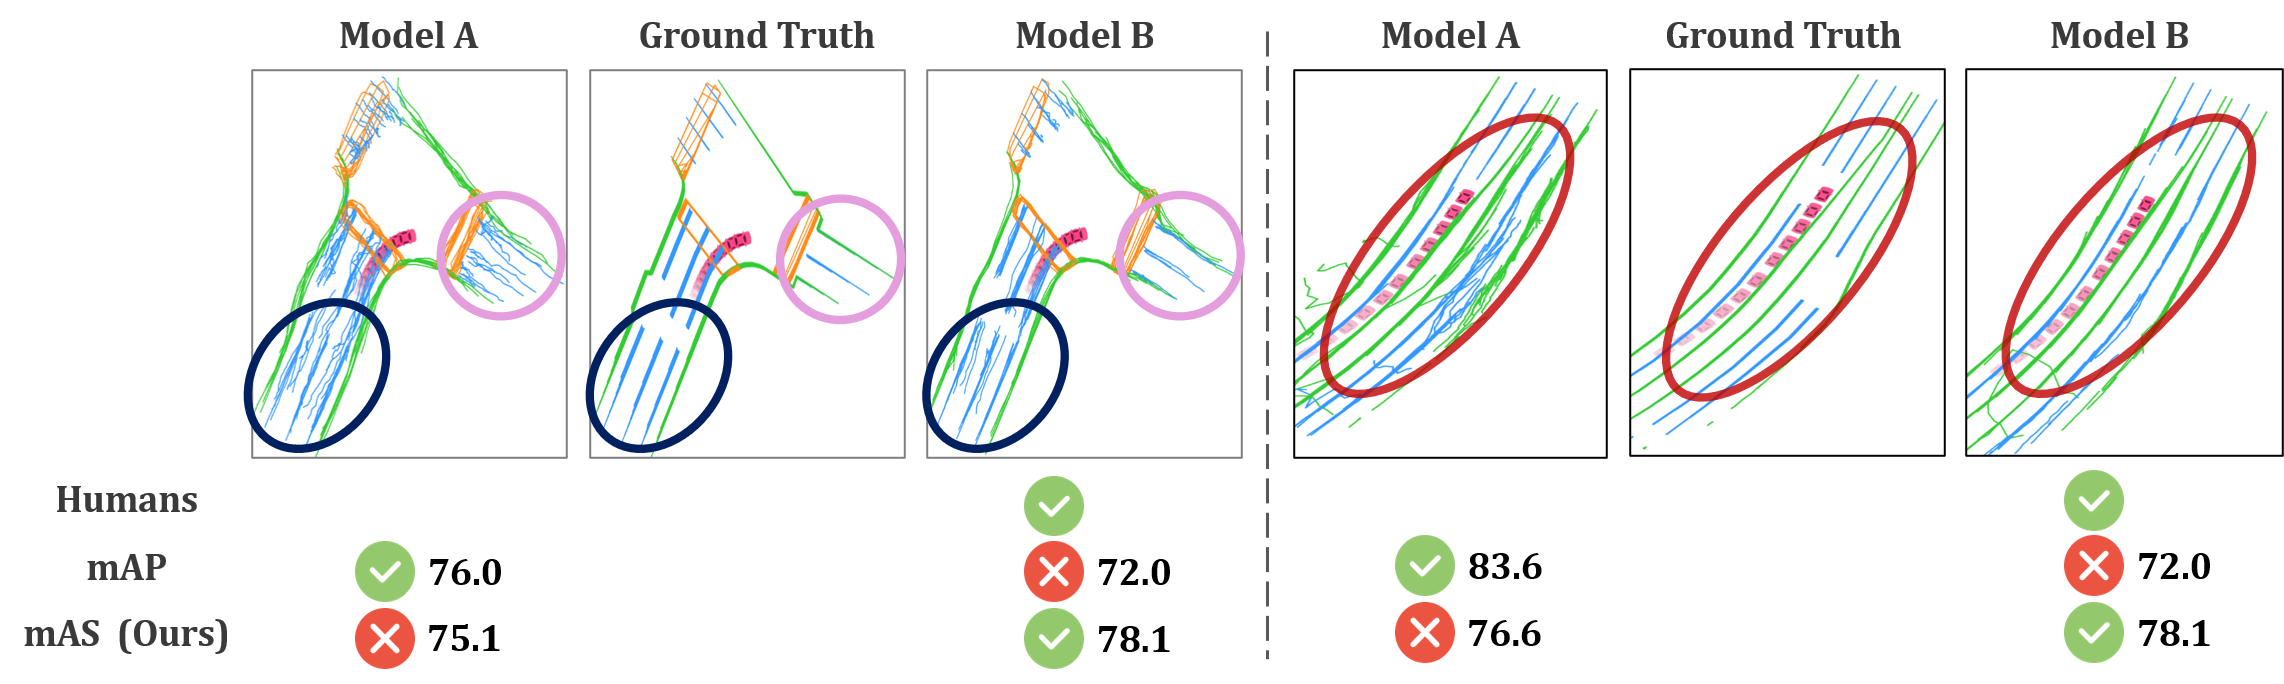 Model A Ground Truth Model B Model A Ground Truth Model B
Humans
mAP 76.0 72.0 83.6 72.0
mAS (Ours) 75.1 78.1 76.6 78.1